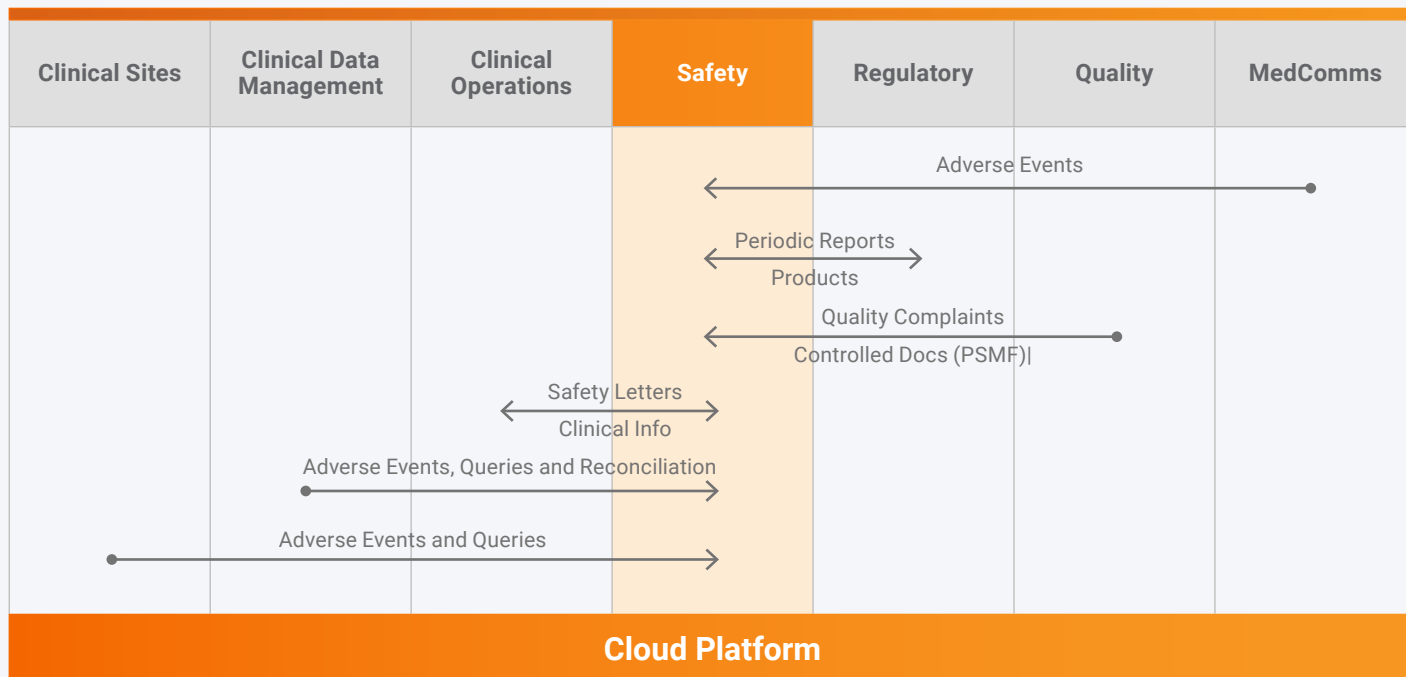 Clinical Sites
Clinical Data
Management
Clinical
Operations
Safety
Regulatory
Quality
MedComms
Adverse Events
Periodic Reports
Products
Quality Complaints
Controlled Docs (PSMF)|
Safety Letters
Clinical Info
Adverse Events, Queries and Reconciliation
Adverse Events and Queries
Cloud Platform